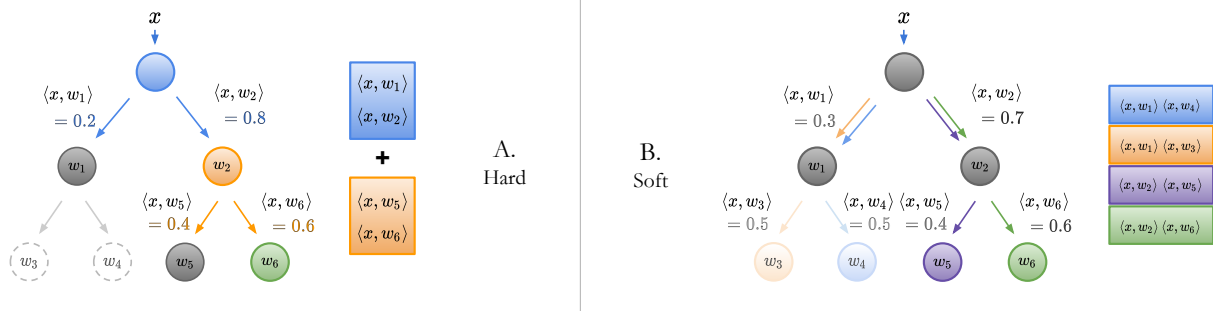 x
⟨x, w₁⟩
= 0.2
⟨x, w₂⟩
= 0.8
w₁
w₂
⟨x, w₅⟩
= 0.4
⟨x, w₆⟩
= 0.6
w₃
w₄
w₅
w₆
⟨x, w₁⟩
⟨x, w₂⟩
+
⟨x, w₅⟩
⟨x, w₆⟩
A.
Hard
B.
Soft
x
⟨x, w₁⟩
= 0.3
⟨x, w₂⟩
= 0.7
w₁
w₂
⟨x, w₃⟩
= 0.5
⟨x, w₄⟩
= 0.5
⟨x, w₅⟩
= 0.4
⟨x, w₆⟩
= 0.6
w₃
w₄
w₅
w₆
⟨x, w₁⟩ ⟨x, w₄⟩
⟨x, w₁⟩ ⟨x, w₃⟩
⟨x, w₂⟩ ⟨x, w₅⟩
⟨x, w₂⟩ ⟨x, w₆⟩